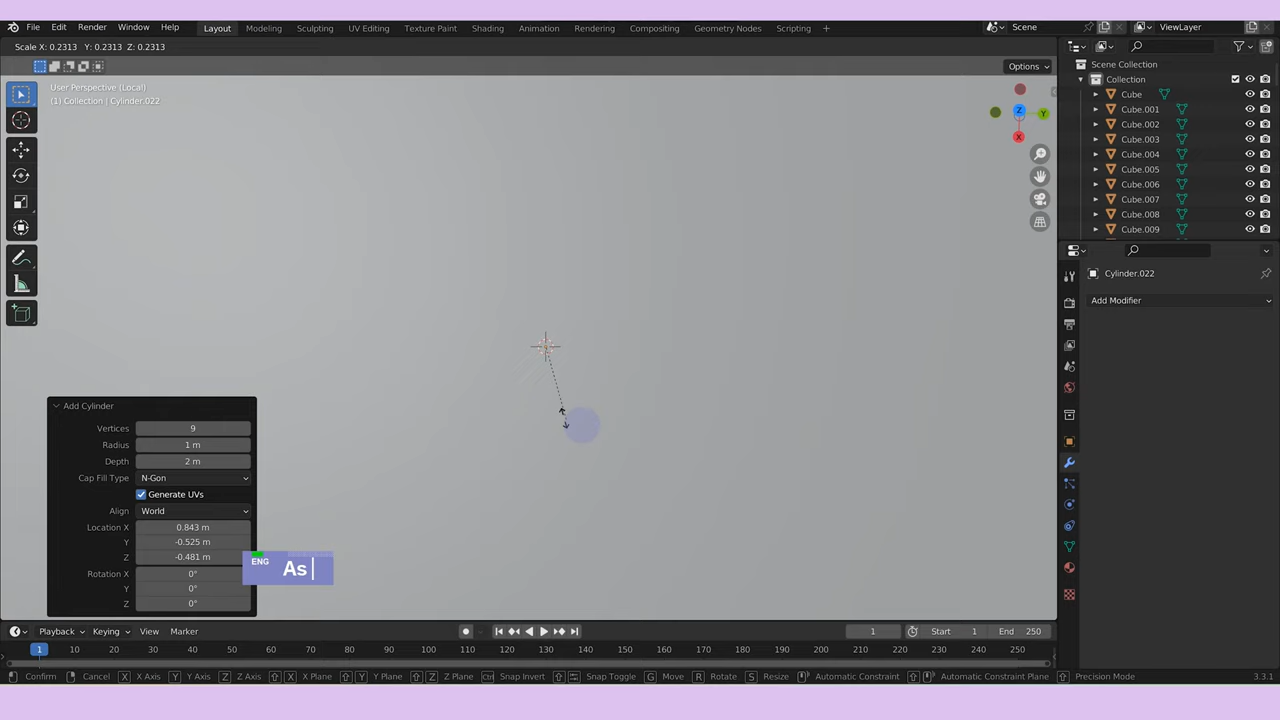 File Edit Render Window Help Layout Modeling Sculpting UV Editing Texture Paint Shading Animation Rendering Compositing Geometry Nodes Scripting + Scene ViewLayer
Scale X: 0.2313 Y: 0.2313 Z: 0.2313
Options
User Perspective (Local)
(1) Collection | Cylinder.022
Z
Y
X
Scene Collection
Collection
Cube
Cube.001
Cube.002
Cube.003
Cube.004
Cube.005
Cube.006
Cube.007
Cube.008
Cube.009
Cylinder.022
Add Modifier
Add Cylinder
Vertices 9
Radius 1 m
Depth 2 m
Cap Fill Type N-Gon
Generate UVs
Align World
Location X 0.843 m
Y -0.525 m
Z -0.481 m
Rotation X 0°
Y 0°
Z 0°
ENG As
Playback Keying View Marker 1 Start 1 End 250
1 10 20 30 40 50 60 70 80 90 100 110 120 130 140 150 160 170 180 190 200 210 220 230 240 250
Confirm Cancel X X Axis Y Y Axis Z Z Axis X X Plane Y Y Plane Z Z Plane Ctrl Snap Invert Snap Toggle G Move R Rotate S Resize Automatic Constraint Automatic Constraint Plane Precision Mode 3.3.1